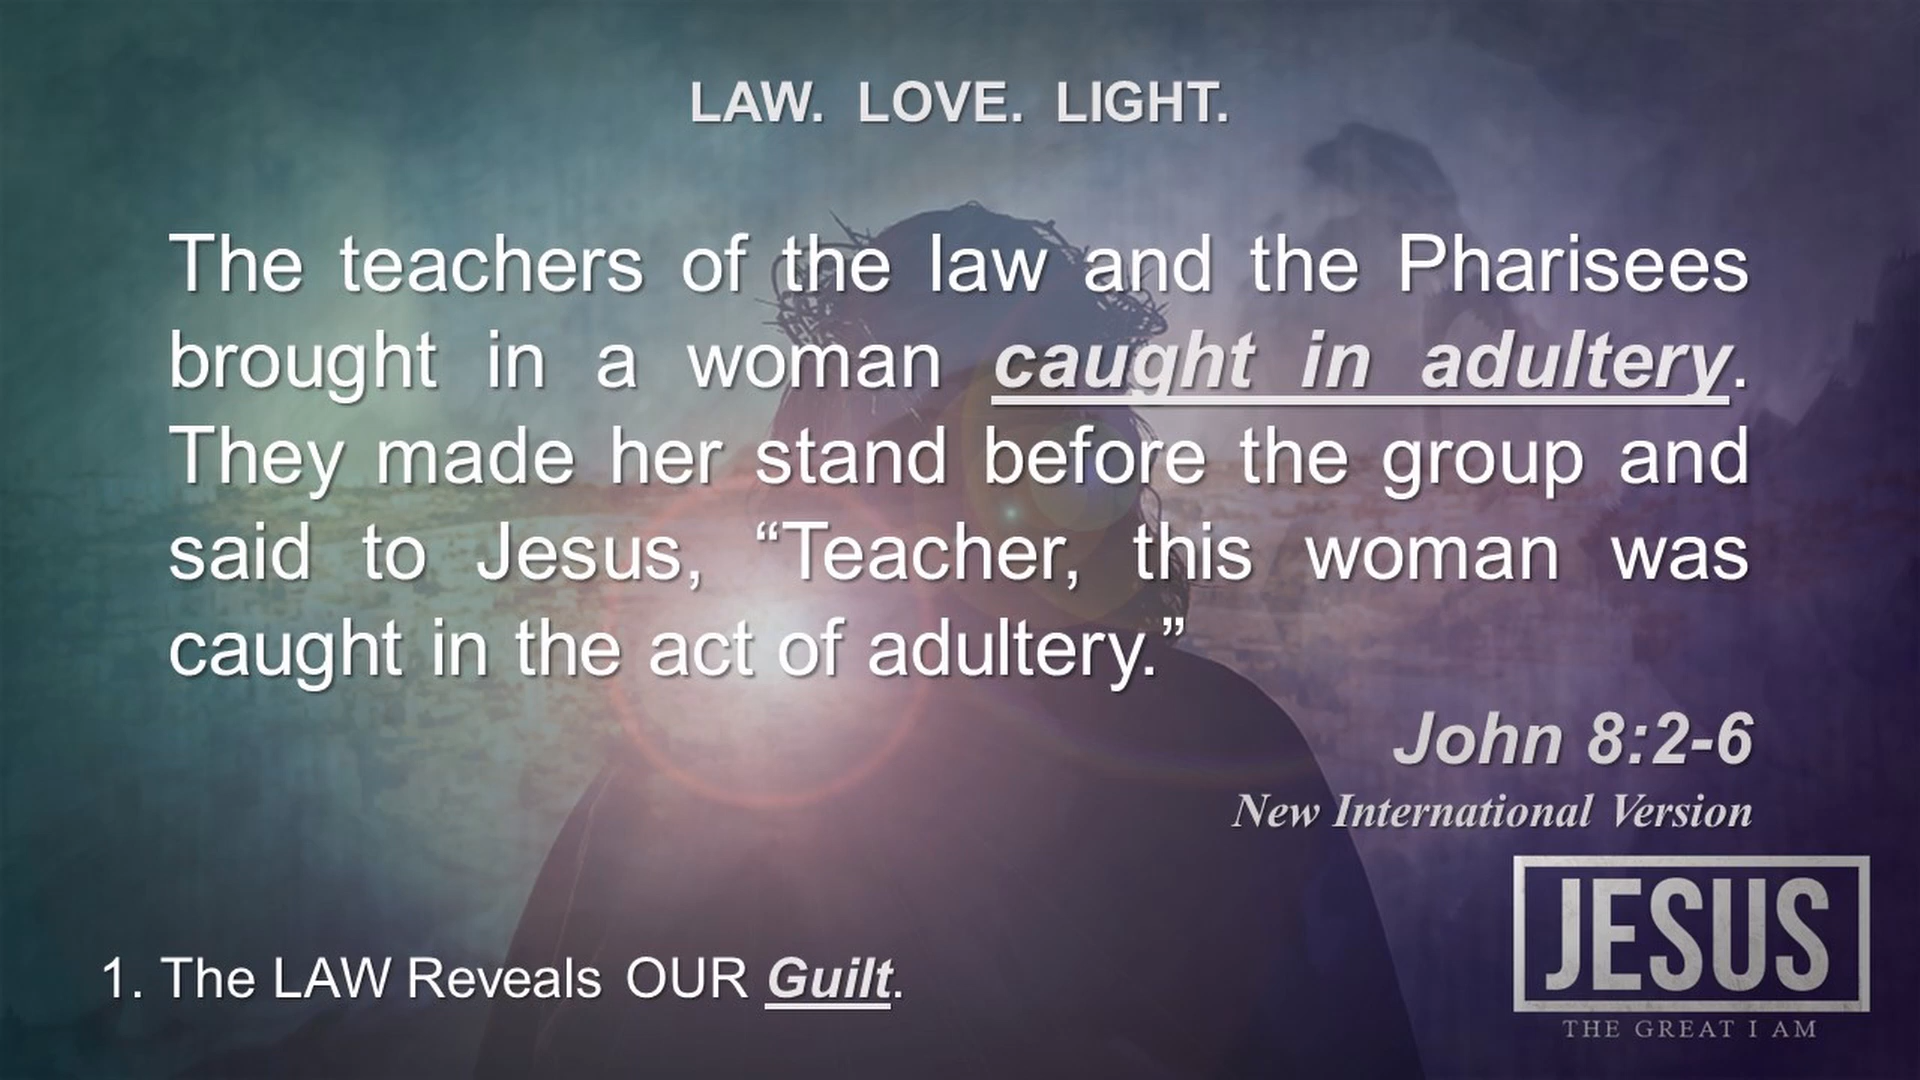 LAW. LOVE. LIGHT.
The teachers of the law and the Pharisees
brought in a woman caught in adultery.
They made her stand before the group and
said to Jesus, “Teacher, this woman was
caught in the act of adultery.”
John 8:2-6
New International Version
JESUS
THE GREAT I AM
1. The LAW Reveals OUR Guilt.